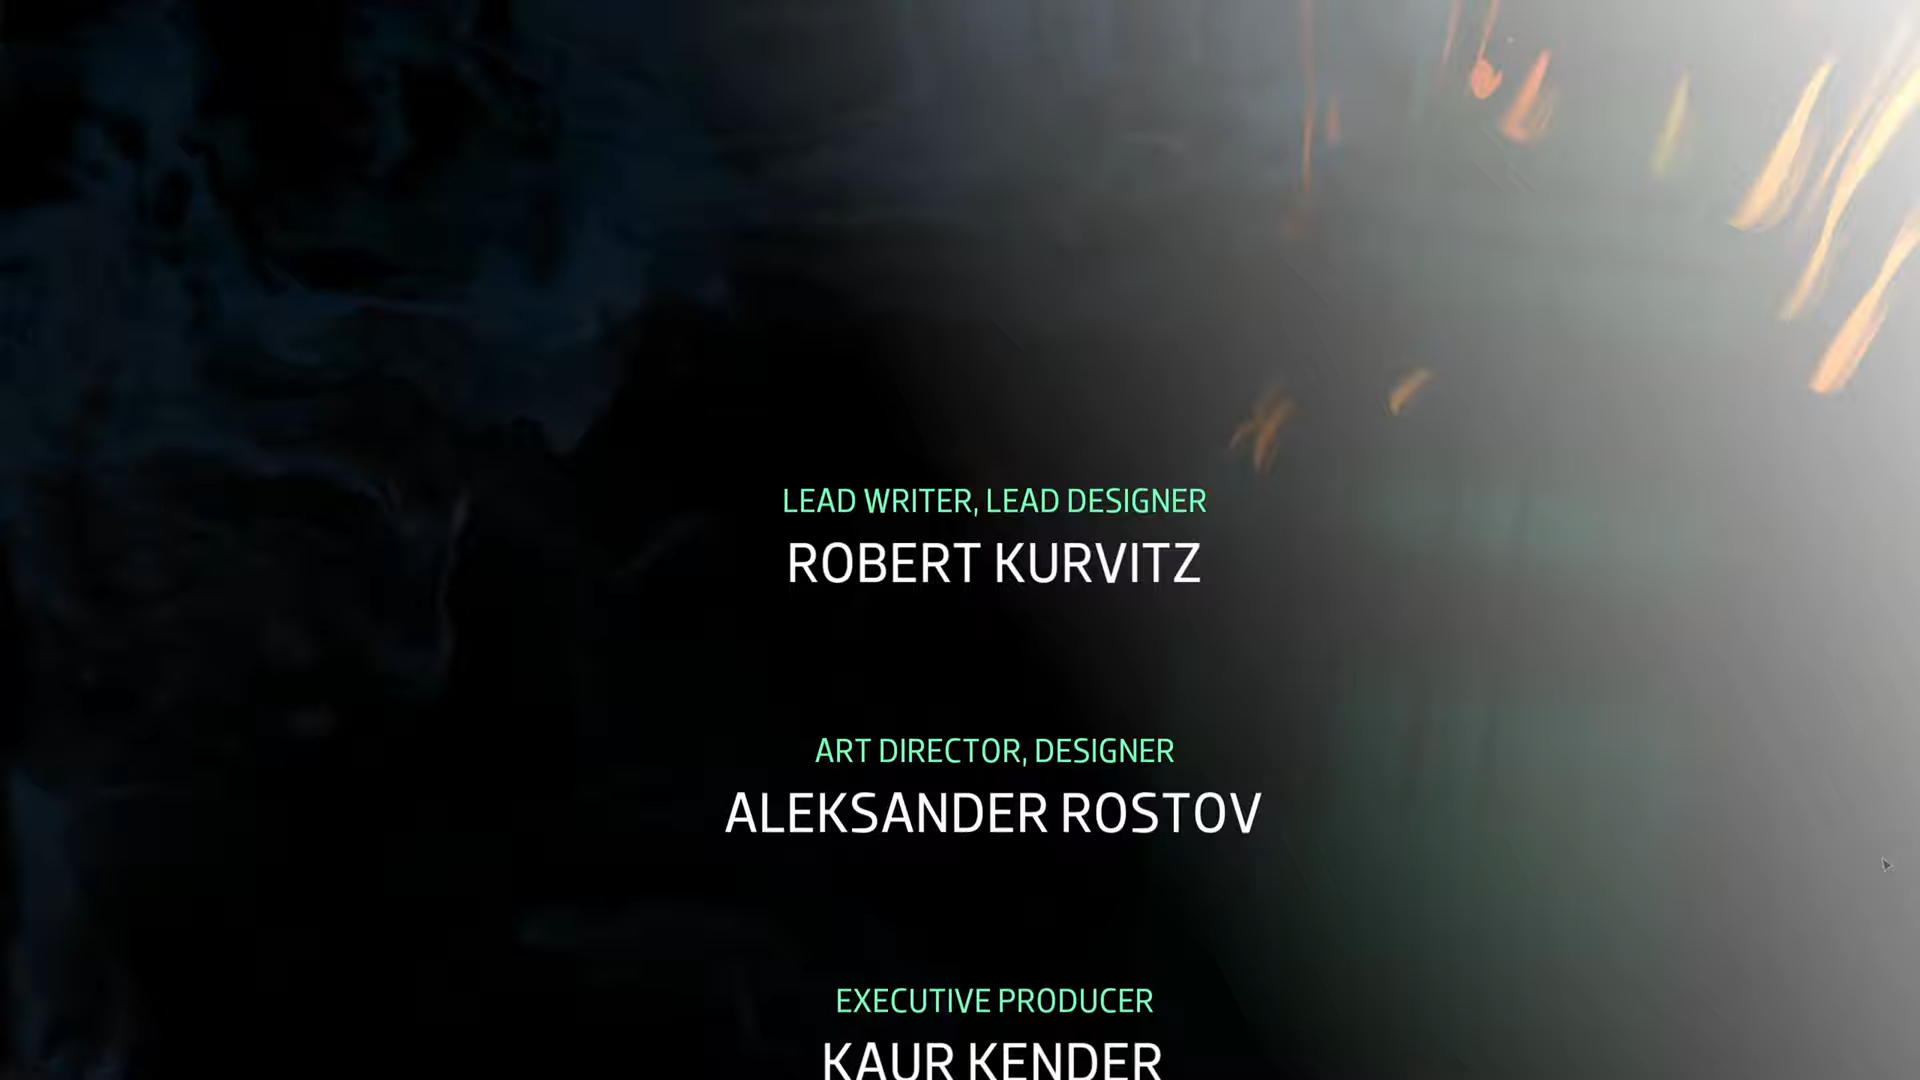 LEAD WRITER, LEAD DESIGNER
ROBERT KURVITZ
ART DIRECTOR, DESIGNER
ALEKSANDER ROSTOV
EXECUTIVE PRODUCER
KAUR KENDER